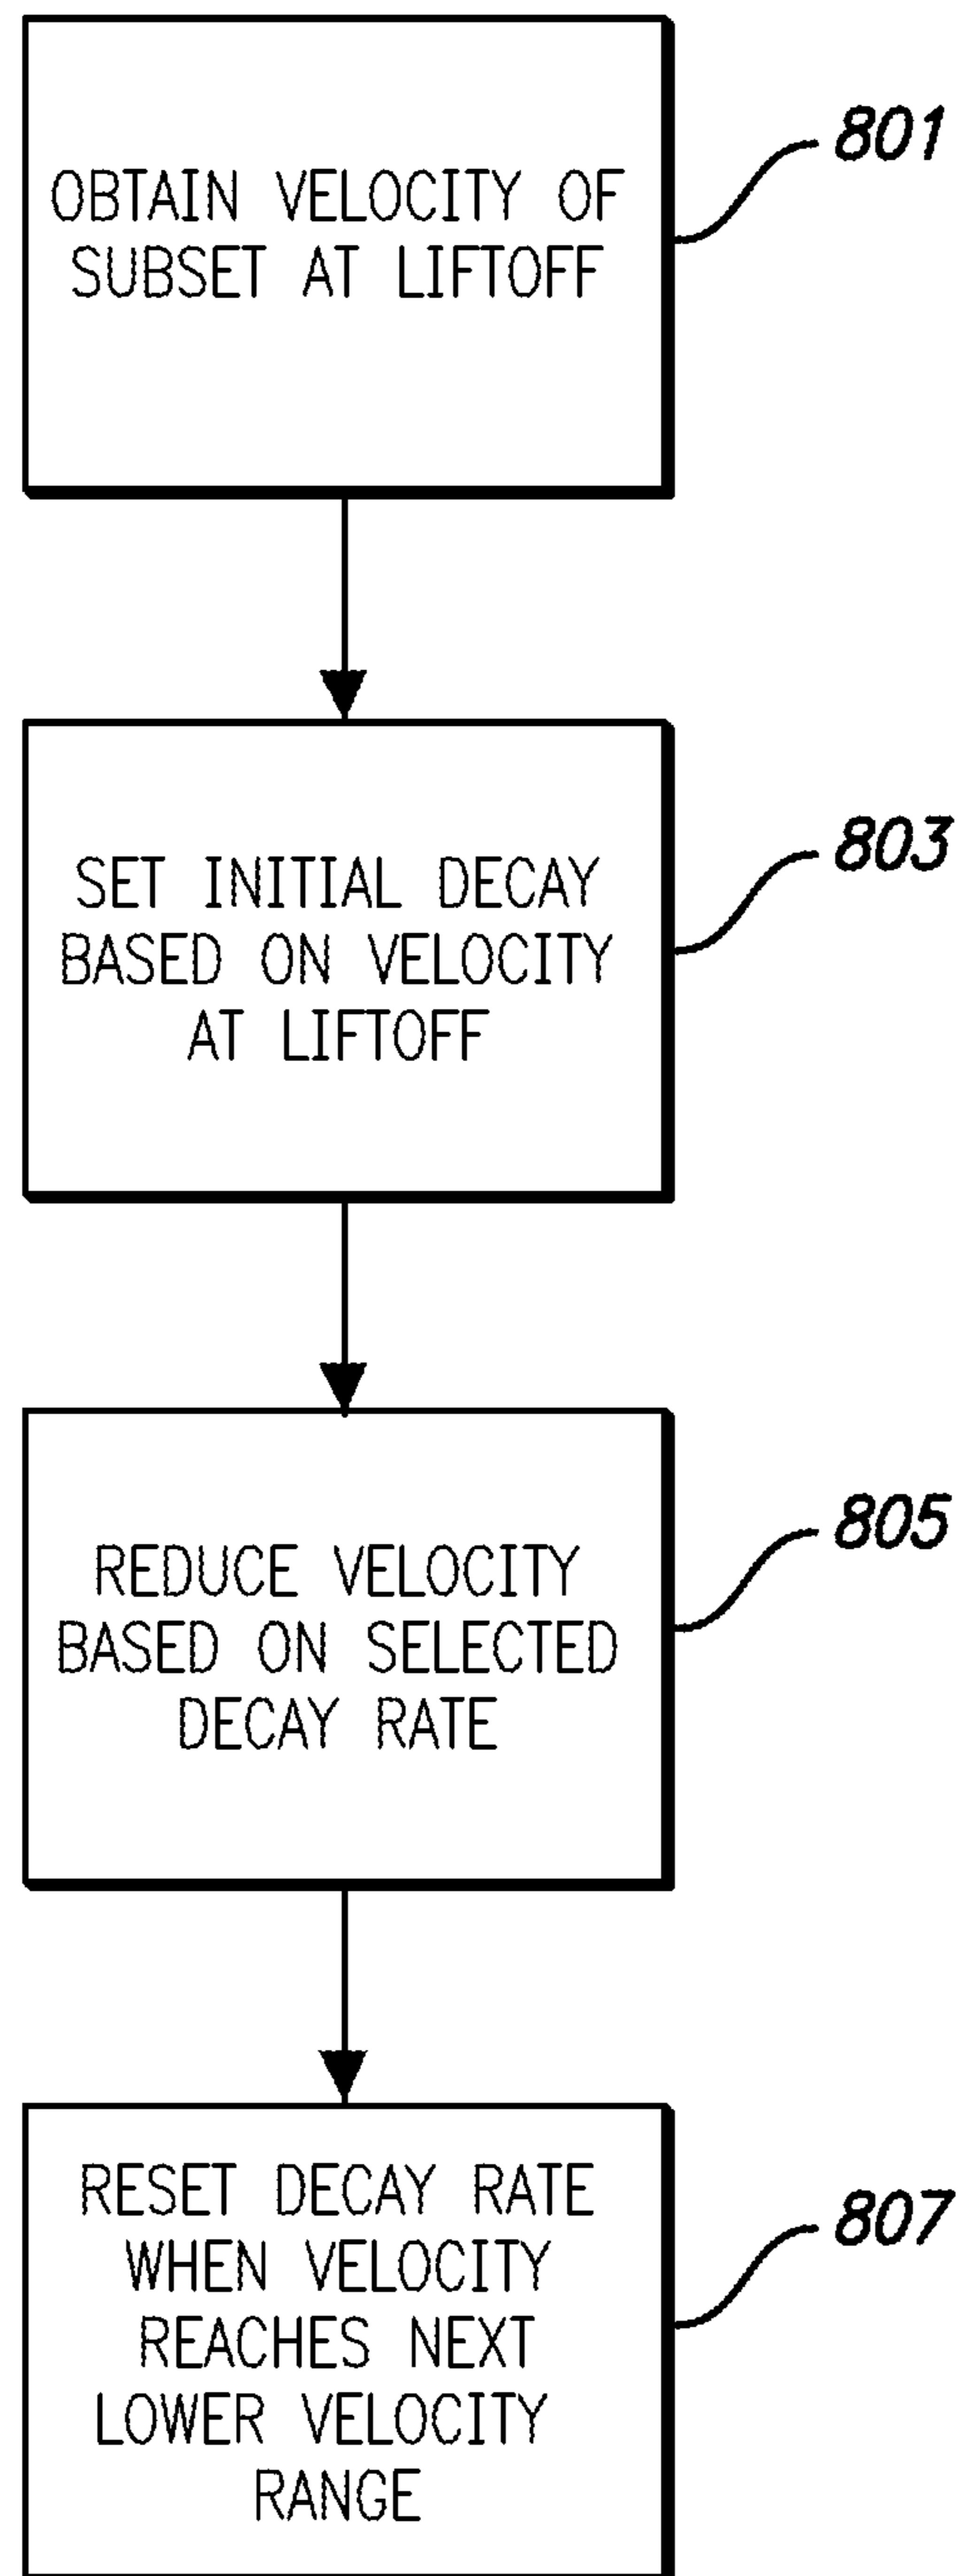 OBTAIN VELOCITY OF
SUBSET AT LIFTOFF
801
SET INITIAL DECAY
BASED ON VELOCITY
AT LIFTOFF
803
REDUCE VELOCITY
BASED ON SELECTED
DECAY RATE
805
RESET DECAY RATE
WHEN VELOCITY
REACHES NEXT
LOWER VELOCITY
RANGE
807